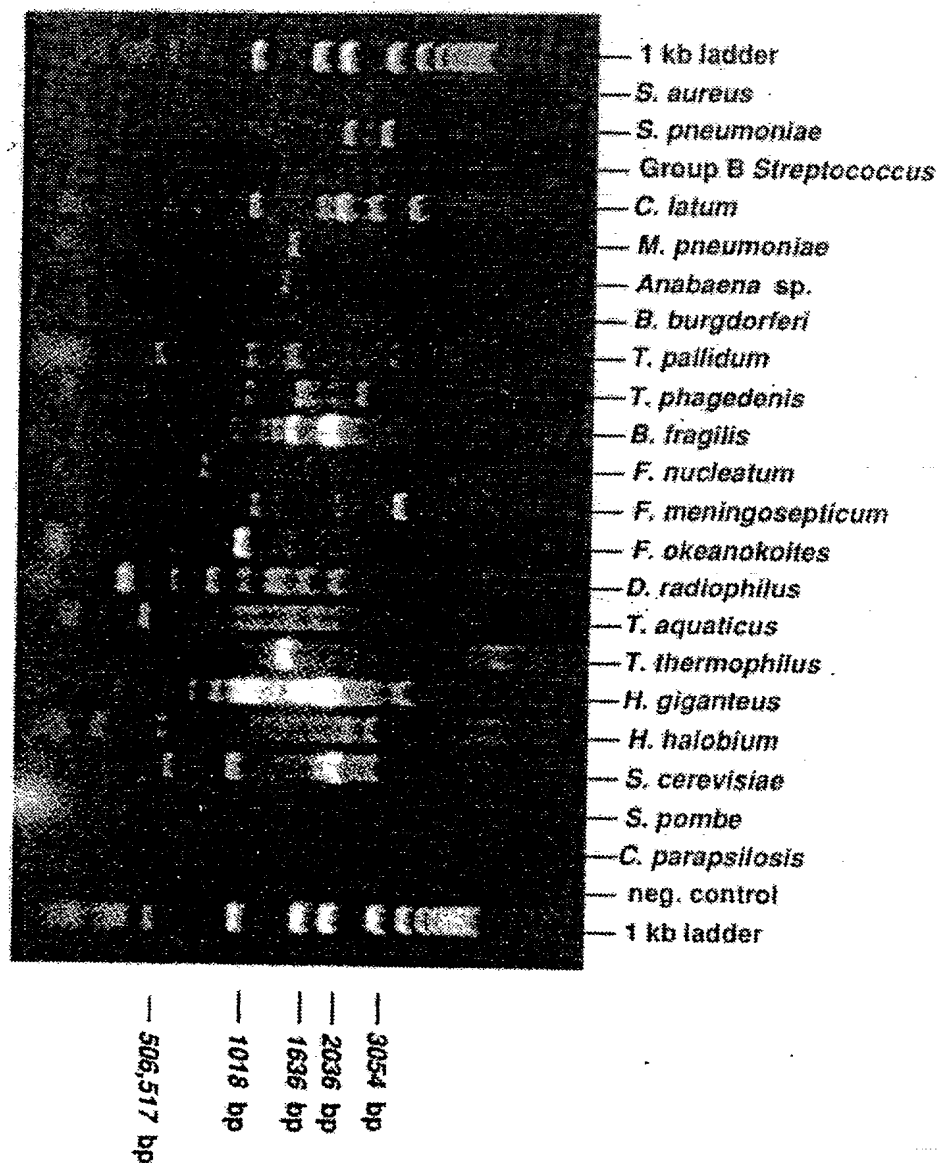 1 kb ladder
S. aureus
S. pneumoniae
Group B Streptococcus
C. latum
M. pneumoniae
Anabaena sp.
B. burgdorferi
T. pallidum
T. phagedenis
B. fragilis
F. nucleatum
F. meningosepticum
F. okeanokoites
D. radiophilus
T. aquaticus
T. thermophilus
H. giganteus
H. halobium
S. cerevisiae
S. pombe
C. parapsilosis
neg. control
1 kb ladder
506,517 bp
1018 bp
1636 bp
2036 bp
3054 bp